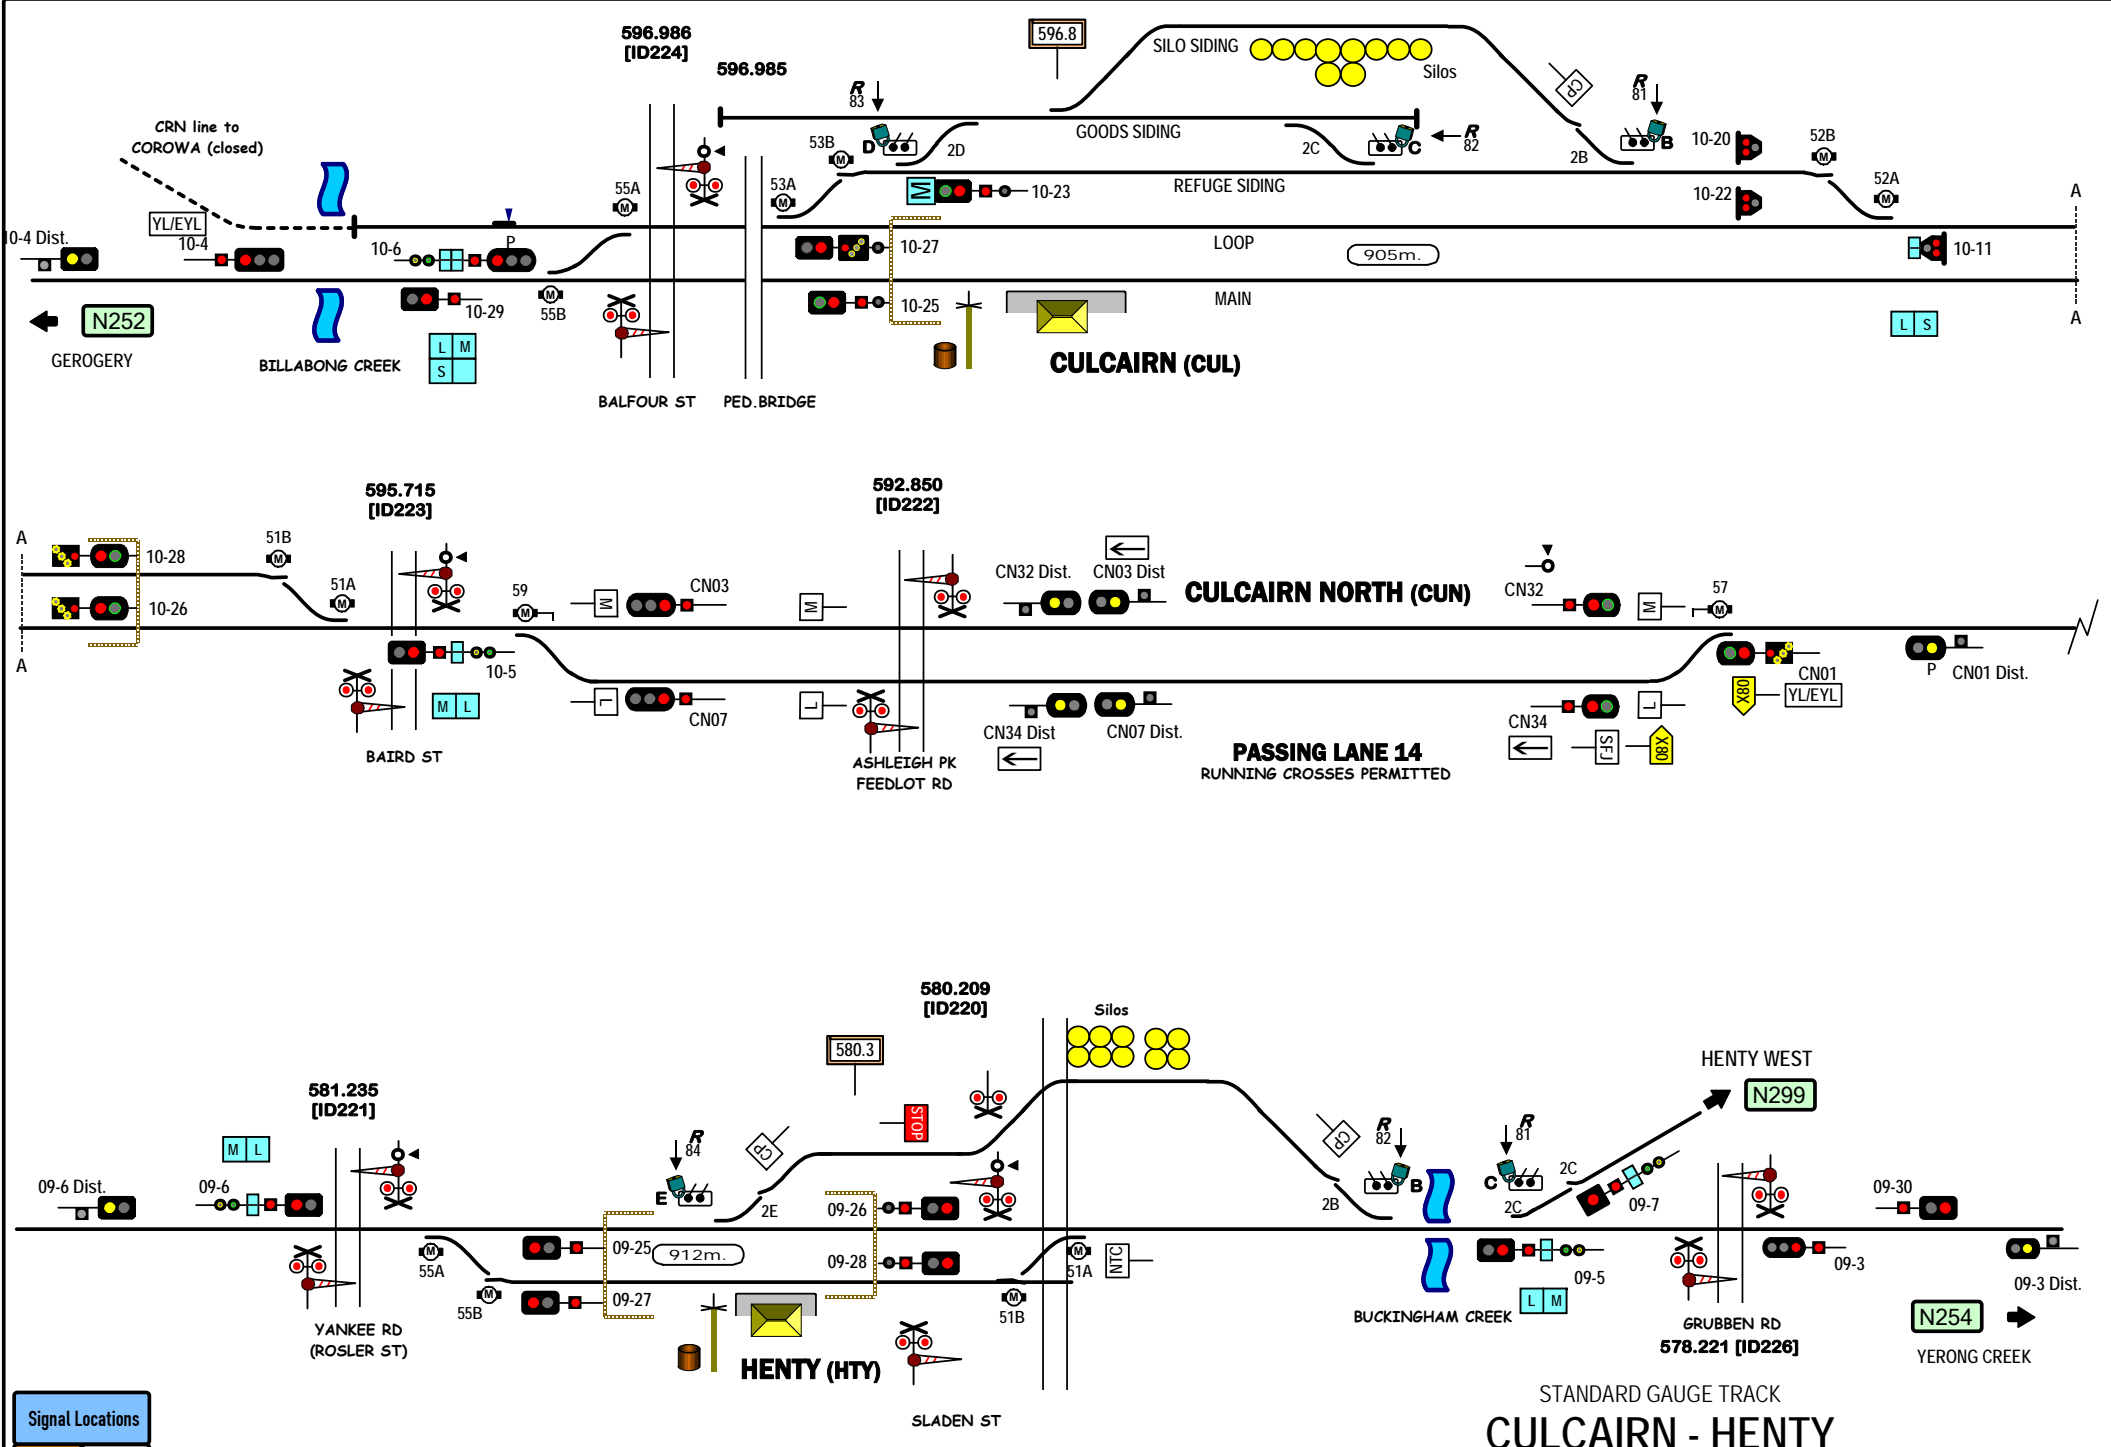 596.986
[ID224]
596.985
596.8
SILO SIDING
Silos
CP
R
83
R
81
R
82
CRN line to
COROWA (closed)
GOODS SIDING
53B
D
2D
2C
C
2B
B
10-20
52B
55A
53A
M
10-23
REFUGE SIDING
10-22
52A
A
YL/EYL
10-4 Dist.
10-4
10-6
P
10-27
LOOP
905m.
10-11
N252
10-29
55B
10-25
MAIN
A
GEROGERY
BILLABONG CREEK
L M
S
L S
CULCAIRN (CUL)
BALFOUR ST
PED.BRIDGE
595.715
[ID223]
592.850
[ID222]
A
51B
10-28
51A
10-26
59
M
CN03
M
CN32 Dist.
CN03 Dist
CULCAIRN NORTH (CUN)
CN32
M
57
A
10-5
M L
L
CN07
L
CN34 Dist
CN07 Dist.
CN34
L
CN01
P
CN01 Dist.
X80
YL/EYL
SFJ
X80
BAIRD ST
ASHLEIGH PK
FEEDLOT RD
PASSING LANE 14
RUNNING CROSSES PERMITTED
580.209
[ID220]
Silos
580.3
HENTY WEST
N299
581.235
[ID221]
STOP
M L
R
84
CP
CP
R
82
R
81
09-6 Dist.
09-6
E
2E
09-26
2B
B
C
2C
2C
09-7
09-30
55A
09-25
912m.
09-28
51A
NTC
09-5
09-3
09-3 Dist.
55B
09-27
51B
L M
YANKEE RD
(ROSLER ST)
HENTY (HTY)
BUCKINGHAM CREEK
GRUBBEN RD
578.221 [ID226]
N254
YERONG CREEK
SLADEN ST
Signal Locations
STANDARD GAUGE TRACK
CULCAIRN - HENTY